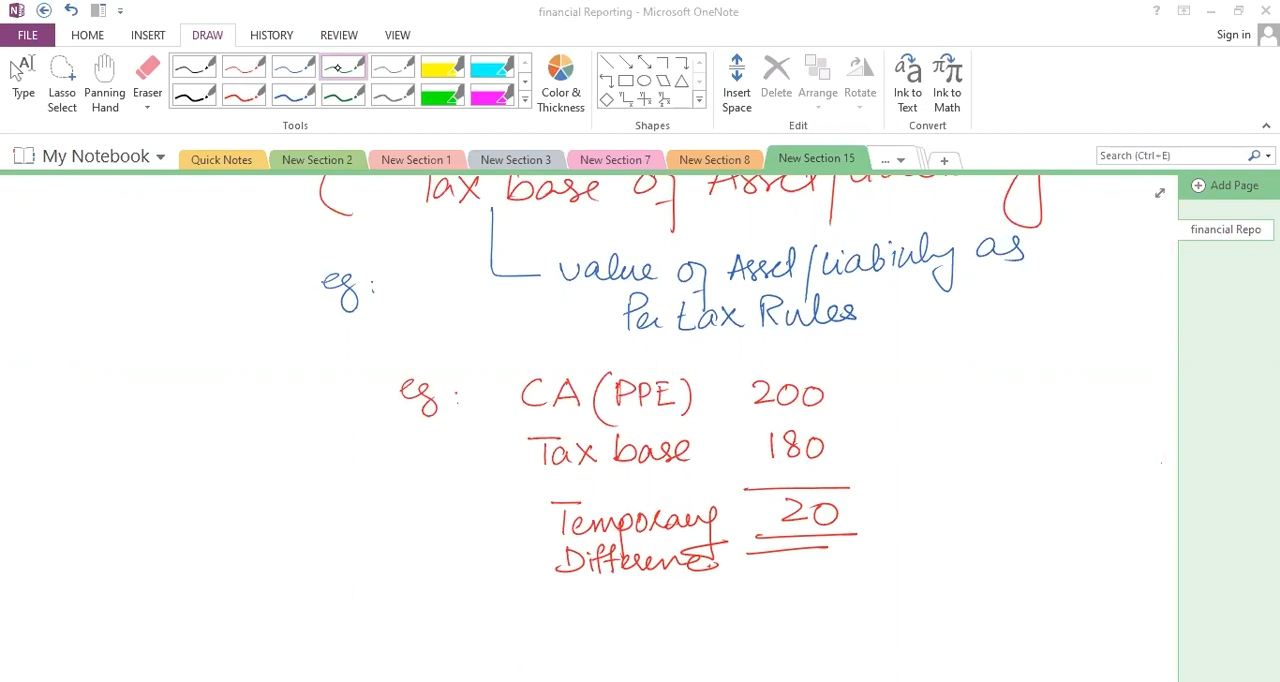 financial Reporting - Microsoft OneNote
?
FILE HOME INSERT DRAW HISTORY REVIEW VIEW
Sign in
Type
Lasso Select
Panning Hand
Eraser
Color & Thickness
Insert Space
Delete
Arrange
Rotate
Ink to Text
Ink to Math
Tools
Shapes
Edit
Convert
My Notebook
Quick Notes
New Section 2
New Section 1
New Section 3
New Section 7
New Section 8
New Section 15
...
Search (Ctrl+E)
Add Page
financial Repo
( Tax base of Asset/
eg: value of Asset/Liability as
Per tax Rules
eg: CA (PPE) 200
Tax base 180
Temporary 20
Difference